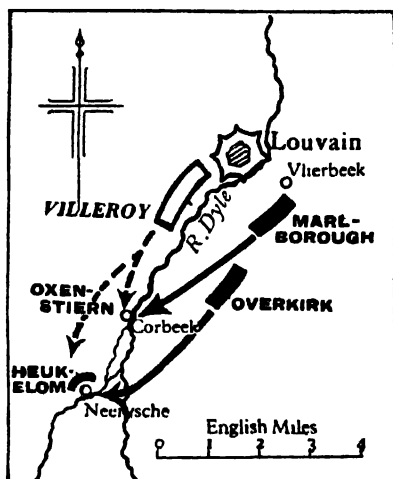 Louvain
Vlierbeek
VILLEROY
R. Dyle
MARL-
BOROUGH
OXEN-
STIERN
OVERKIRK
Corbeek
HEUK-
ELOM
Neerysche
English Miles
0 1 2 3 4